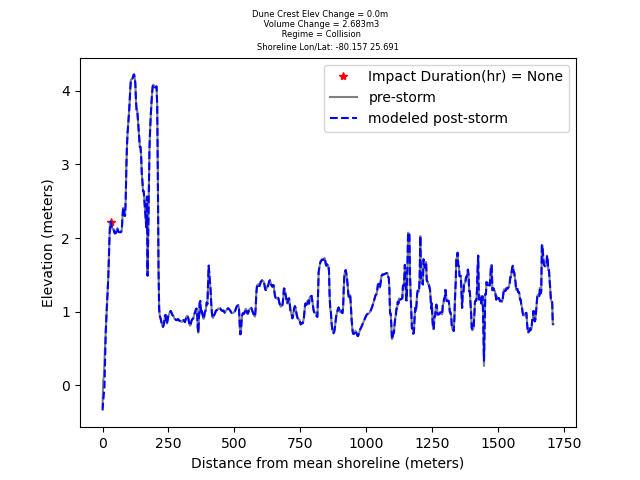 Dune Crest Elev Change = 0.0m
Volume Change = 2.683m3
Regime = Collision
Shoreline Lon/Lat: -80.157 25.691
Impact Duration(hr) = None
pre-storm
modeled post-storm
4
3
2
1
0
Elevation (meters)
0 250 500 750 1000 1250 1500 1750
Distance from mean shoreline (meters)